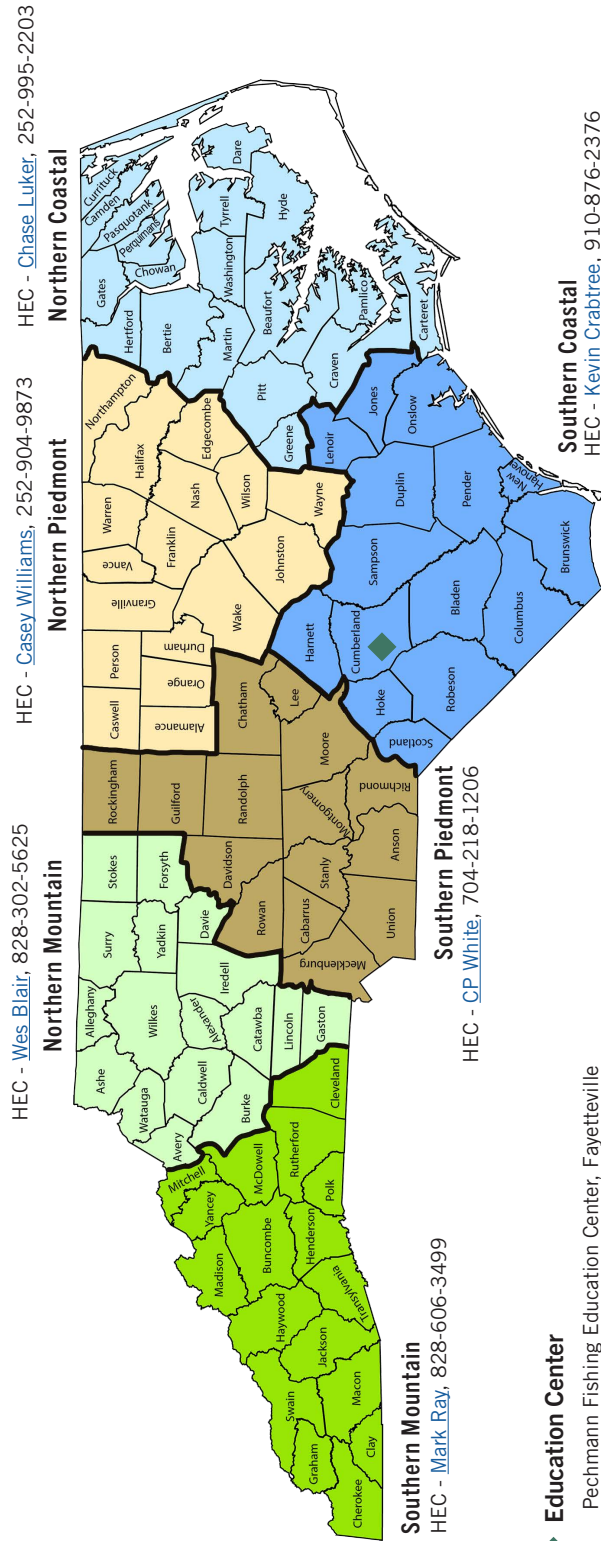 HEC - Wes Blair, 828-302-5625
Northern Mountain
HEC - Casey Williams, 252-904-9873
Northern Piedmont
HEC - Chase Luker, 252-995-2203
Northern Coastal
Southern Mountain
HEC - Mark Ray, 828-606-3499
Southern Piedmont
HEC - CP White, 704-218-1206
Southern Coastal
HEC - Kevin Crabtree, 910-876-2376
Education Center
Pechmann Fishing Education Center, Fayetteville
Cherokee
Graham
Clay
Swain
Macon
Jackson
Haywood
Transylvania
Madison
Buncombe
Henderson
Yancey
Mitchell
McDowell
Polk
Rutherford
Cleveland
Avery
Watauga
Ashe
Alleghany
Burke
Caldwell
Wilkes
Alexander
Catawba
Lincoln
Gaston
Surry
Yadkin
Iredell
Davie
Stokes
Forsyth
Rockingham
Guilford
Davidson
Randolph
Rowan
Cabarrus
Mecklenburg
Stanly
Union
Anson
Montgomery
Richmond
Moore
Lee
Chatham
Caswell
Person
Alamance
Orange
Durham
Granville
Vance
Warren
Franklin
Wake
Johnston
Halifax
Northampton
Nash
Edgecombe
Wilson
Wayne
Scotland
Hoke
Robeson
Cumberland
Harnett
Bladen
Columbus
Sampson
Brunswick
Duplin
Pender
New
Hanover
Onslow
Jones
Lenoir
Greene
Pitt
Craven
Carteret
Pamlico
Beaufort
Martin
Bertie
Hertford
Gates
Chowan
Perquimans
Pasquotank
Camden
Currituck
Washington
Tyrrell
Dare
Hyde